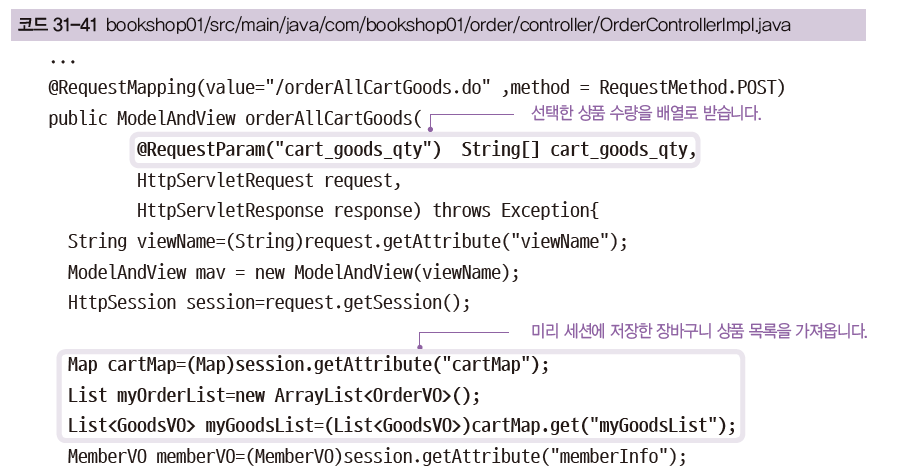 코드 31-41 bookshop01/src/main/java/com/bookshop01/order/controller/OrderControllerImpl.java
...
@RequestMapping(value="/orderAllCartGoods.do" ,method = RequestMethod.POST)
public ModelAndView orderAllCartGoods(
선택한 상품 수량을 배열로 받습니다.
@RequestParam("cart_goods_qty")  String[] cart_goods_qty,
HttpServletRequest request,
HttpServletResponse response) throws Exception{
String viewName=(String)request.getAttribute("viewName");
ModelAndView mav = new ModelAndView(viewName);
HttpSession session=request.getSession();
미리 세션에 저장한 장바구니 상품 목록을 가져옵니다.
Map cartMap=(Map)session.getAttribute("cartMap");
List myOrderList=new ArrayList<OrderVO>();
List<GoodsVO> myGoodsList=(List<GoodsVO>)cartMap.get("myGoodsList");
MemberVO memberVO=(MemberVO)session.getAttribute("memberInfo");